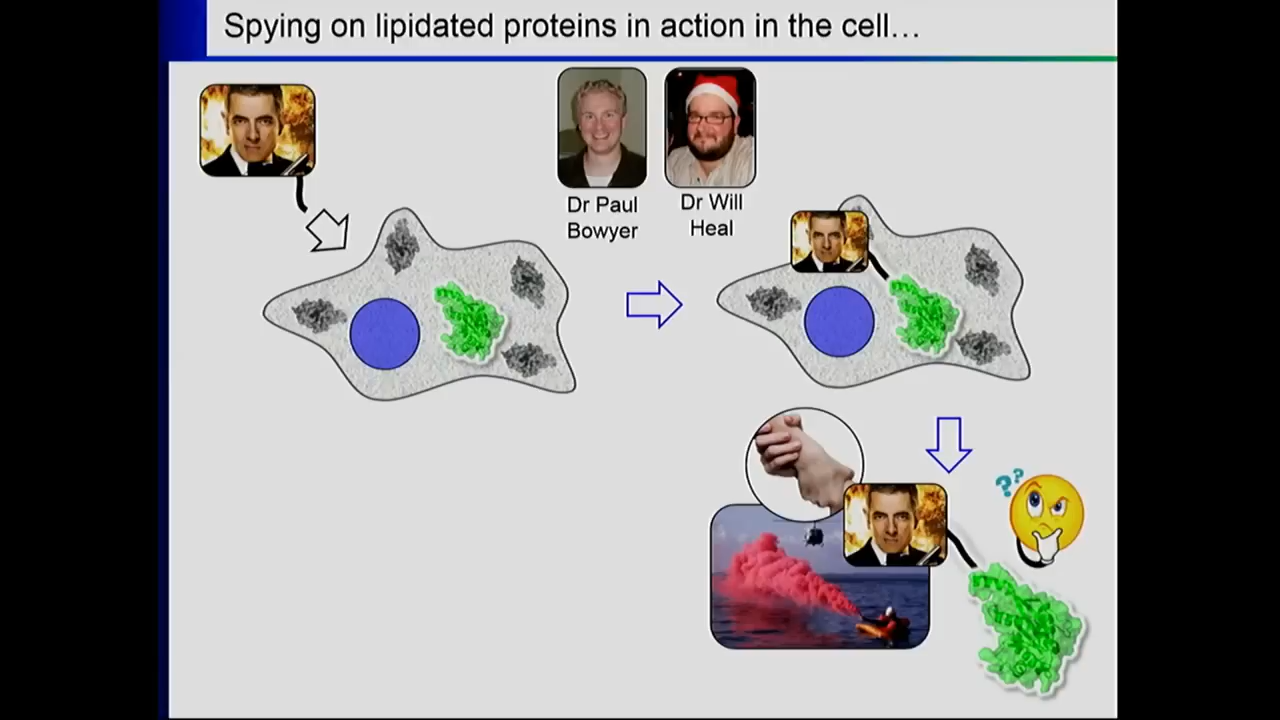 Spying on lipidated proteins in action in the cell…
Dr Paul
Bowyer
Dr Will
Heal
??